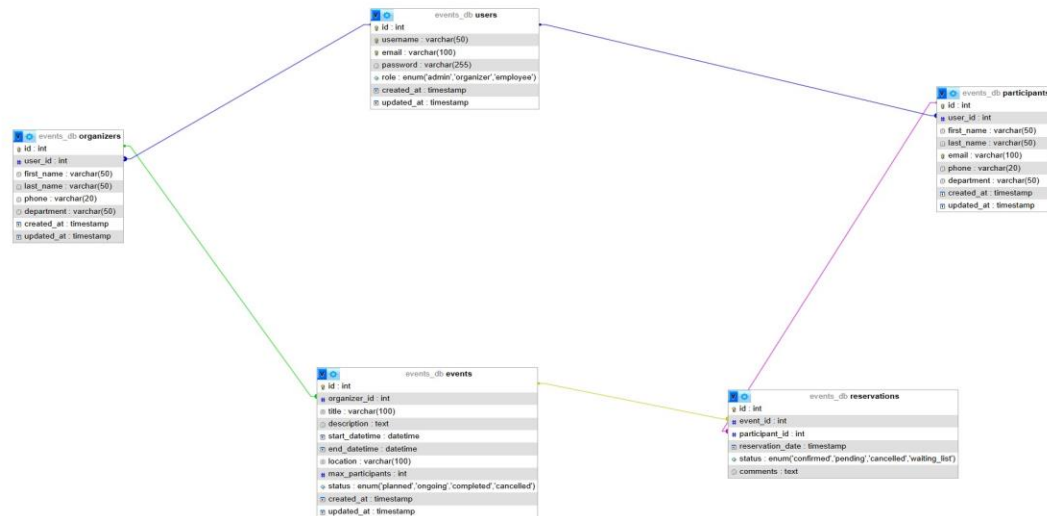 events_db users
id : int
username : varchar(50)
email : varchar(100)
password : varchar(255)
role : enum('admin','organizer','employee')
created_at : timestamp
updated_at : timestamp
events_db organizers
id : int
user_id : int
first_name : varchar(50)
last_name : varchar(50)
phone : varchar(20)
department : varchar(50)
created_at : timestamp
updated_at : timestamp
events_db participants
id : int
user_id : int
first_name : varchar(50)
last_name : varchar(50)
email : varchar(100)
phone : varchar(20)
department : varchar(50)
created_at : timestamp
updated_at : timestamp
events_db events
id : int
organizer_id : int
title : varchar(100)
description : text
start_datetime : datetime
end_datetime : datetime
location : varchar(100)
max_participants : int
status : enum('planned','ongoing','completed','cancelled')
created_at : timestamp
updated_at : timestamp
events_db reservations
id : int
event_id : int
participant_id : int
reservation_date : timestamp
status : enum('confirmed','pending','cancelled','waiting_list')
comments : text